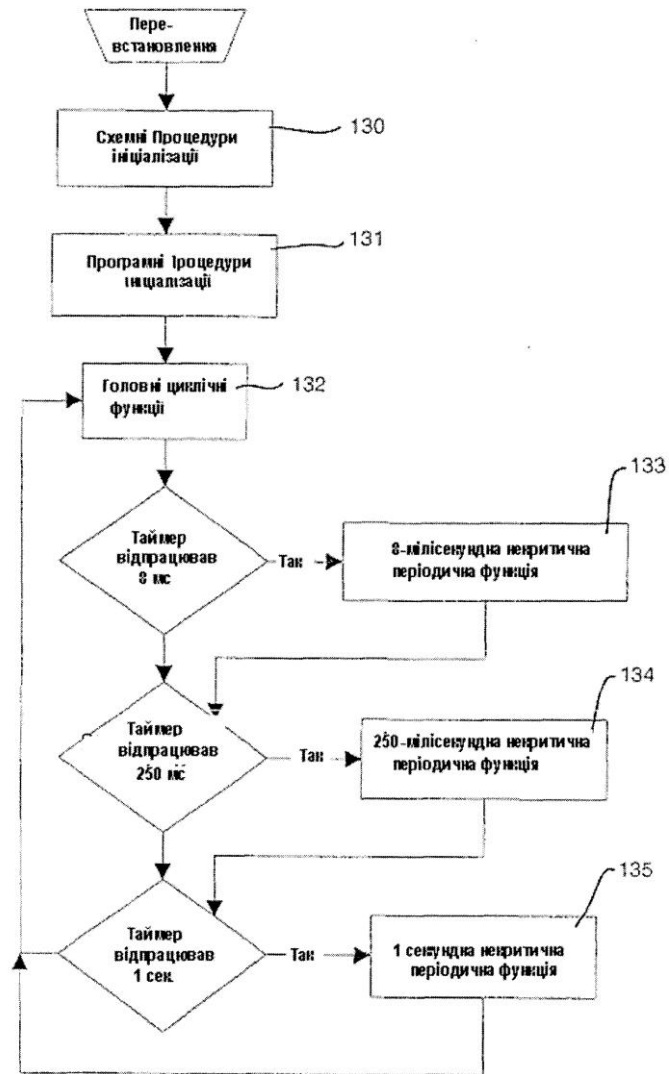 Пере-
встановлення
Схемні Процедури
ініціалізації
130
Програмні Процедури
ініціалізації
131
Головні циклічні
функції
132
Таймер
відпрацював
8 мс
Так
8-мілісекундна некритична
періодична функція
133
Таймер
відпрацював
250 мс
Так
250-мілісекундна некритична
періодична функція
134
Таймер
відпрацював
1 сек.
Так
1 секундна некритична
періодична функція
135